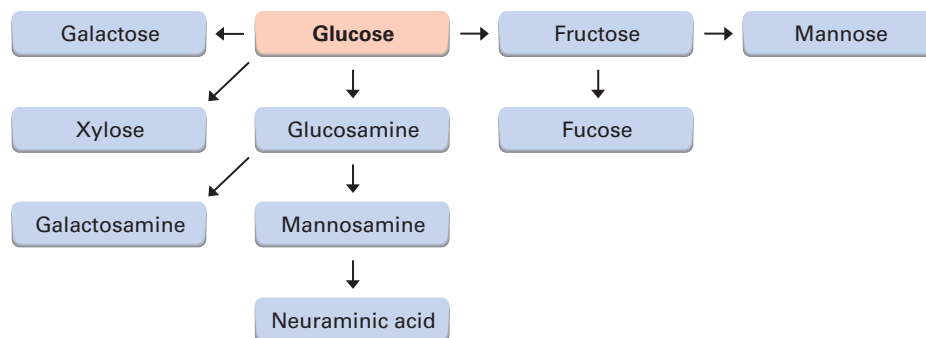 Galactose
Glucose
Fructose
Mannose
Xylose
Glucosamine
Fucose
Galactosamine
Mannosamine
Neuraminic acid